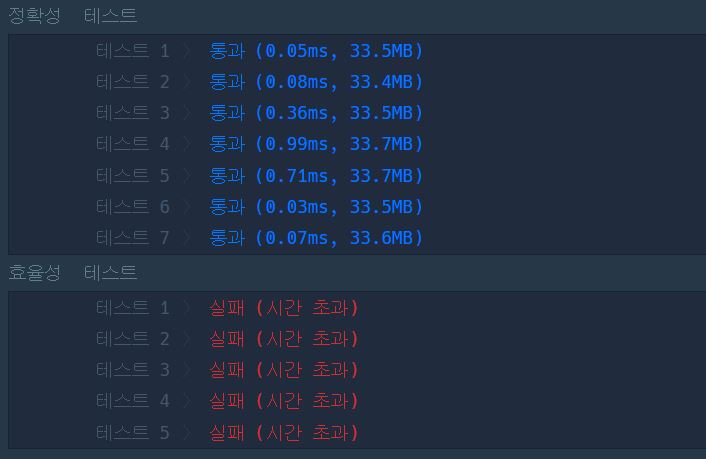 정확성 테스트
테스트 1 〉 통과 (0.05ms, 33.5MB)
테스트 2 〉 통과 (0.08ms, 33.4MB)
테스트 3 〉 통과 (0.36ms, 33.5MB)
테스트 4 〉 통과 (0.99ms, 33.7MB)
테스트 5 〉 통과 (0.71ms, 33.7MB)
테스트 6 〉 통과 (0.03ms, 33.5MB)
테스트 7 〉 통과 (0.07ms, 33.6MB)
효율성 테스트
테스트 1 〉 실패 (시간 초과)
테스트 2 〉 실패 (시간 초과)
테스트 3 〉 실패 (시간 초과)
테스트 4 〉 실패 (시간 초과)
테스트 5 〉 실패 (시간 초과)